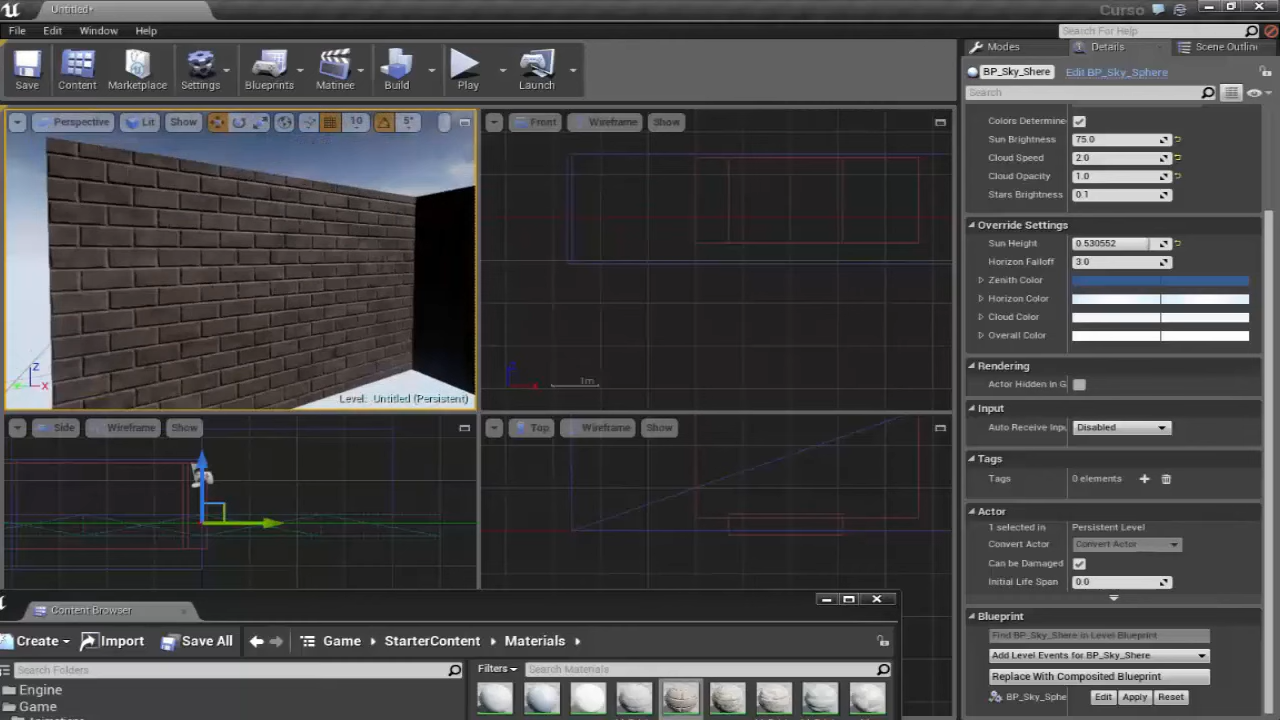 Untitled*
Curso
File Edit Window Help
Search For Help
Save Content Marketplace Settings Blueprints Matinee Build Play Launch
Modes Details Scene Outline
BP_Sky_Shere Edit BP_Sky_Sphere
Search
Perspective Lit Show 10 5°
Front Wireframe Show
Colors Determine
Sun Brightness 75.0
Cloud Speed 2.0
Cloud Opacity 1.0
Stars Brightness 0.1
Override Settings
Sun Height 0.530552
Horizon Falloff 3.0
Zenith Color
Horizon Color
Cloud Color
Overall Color
Rendering
Actor Hidden In G
Input
Auto Receive Inpu Disabled
Tags
Tags 0 elements
Actor
1 selected in Persistent Level
Convert Actor Convert Actor
Can be Damaged
Initial Life Span 0.0
Blueprint
Find BP_Sky_Shere in Level Blueprint
Add Level Events for BP_Sky_Shere
Replace With Composited Blueprint
BP_Sky_Sphe Edit Apply Reset
Z
X
Level: Untitled (Persistent)
1m
Side Wireframe Show
Top Wireframe Show
Content Browser
Create Import Save All Game StarterContent Materials
Search Folders
Filters Search Materials
Engine
Game